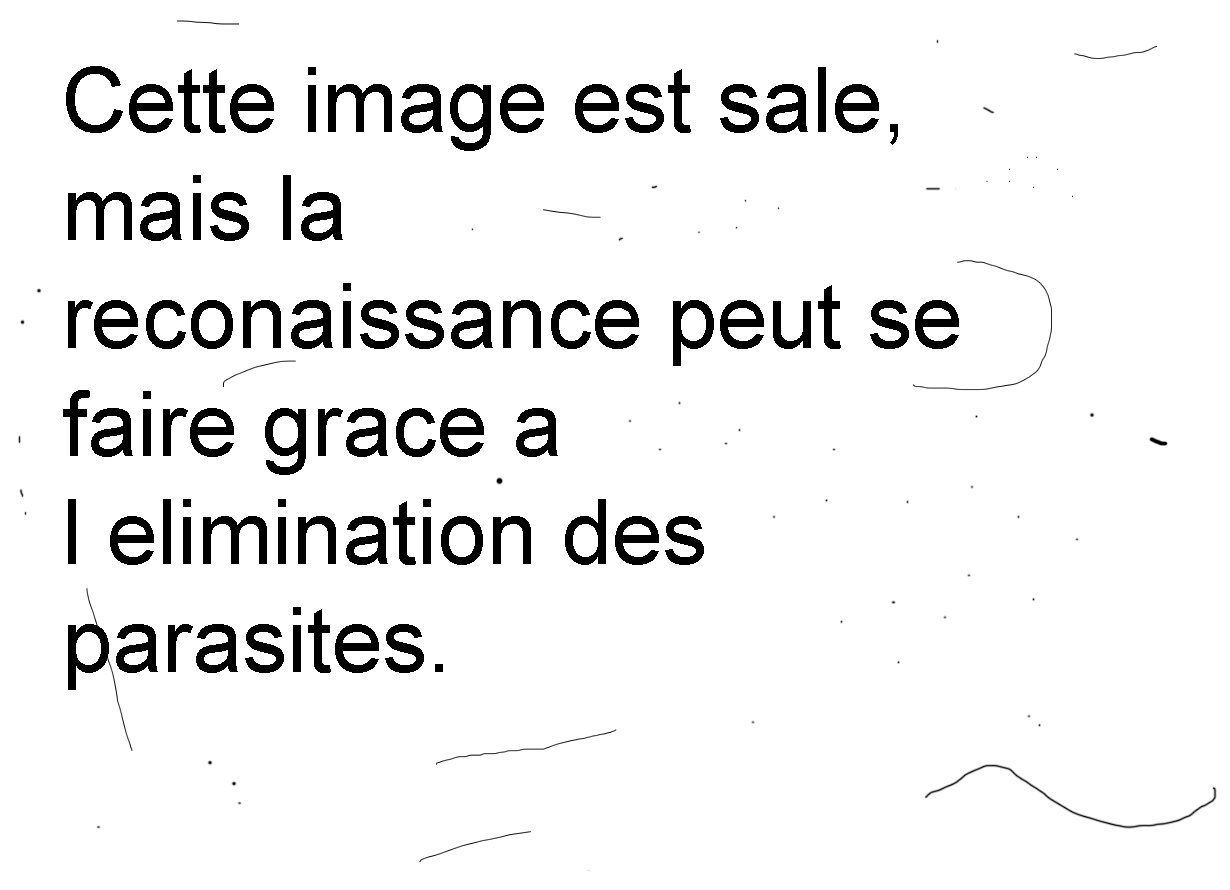 Cette image est sale,
mais la
reconaissance peut se
faire grace a
l elimination des
parasites.